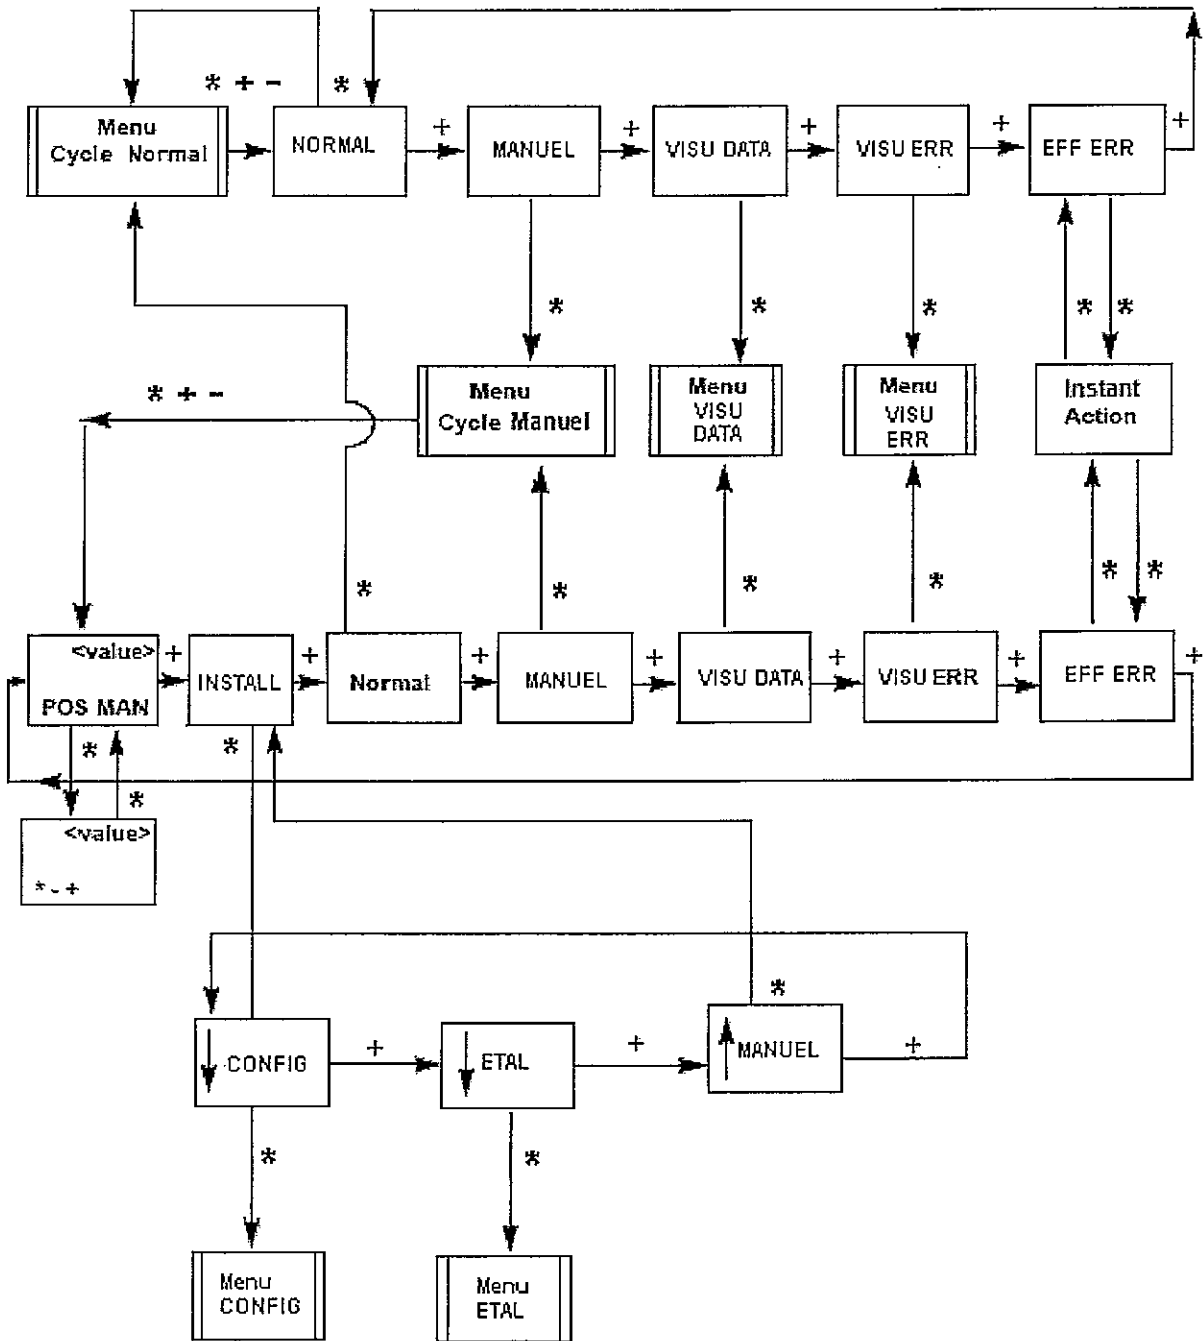 * + -
*
Menu
Cycle Normal
NORMAL
+
MANUEL
+
VISU DATA
+
VISU ERR
+
EFF ERR
+
*
*
*
*
*
* + -
Menu
Cycle Manuel
Menu
VISU
DATA
Menu
VISU
ERR
Instant
Action
*
*
*
*
*
*
<value>
POS MAN
+
INSTALL
+
Normal
+
MANUEL
+
VISU DATA
+
VISU ERR
+
EFF ERR
+
*
*
*
<value>
* - +
*
CONFIG
+
ETAL
+
MANUEL
+
*
*
Menu
CONFIG
Menu
ETAL